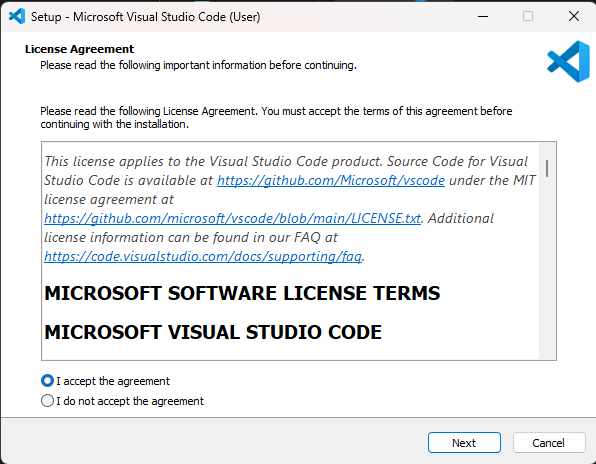 Setup - Microsoft Visual Studio Code (User)
License Agreement
Please read the following important information before continuing.
Please read the following License Agreement. You must accept the terms of this agreement before
continuing with the installation.
This license applies to the Visual Studio Code product. Source Code for Visual
Studio Code is available at https://github.com/Microsoft/vscode under the MIT
license agreement at
https://github.com/microsoft/vscode/blob/main/LICENSE.txt. Additional
license information can be found in our FAQ at
https://code.visualstudio.com/docs/supporting/faq.
MICROSOFT SOFTWARE LICENSE TERMS
MICROSOFT VISUAL STUDIO CODE
I accept the agreement
I do not accept the agreement
Next Cancel